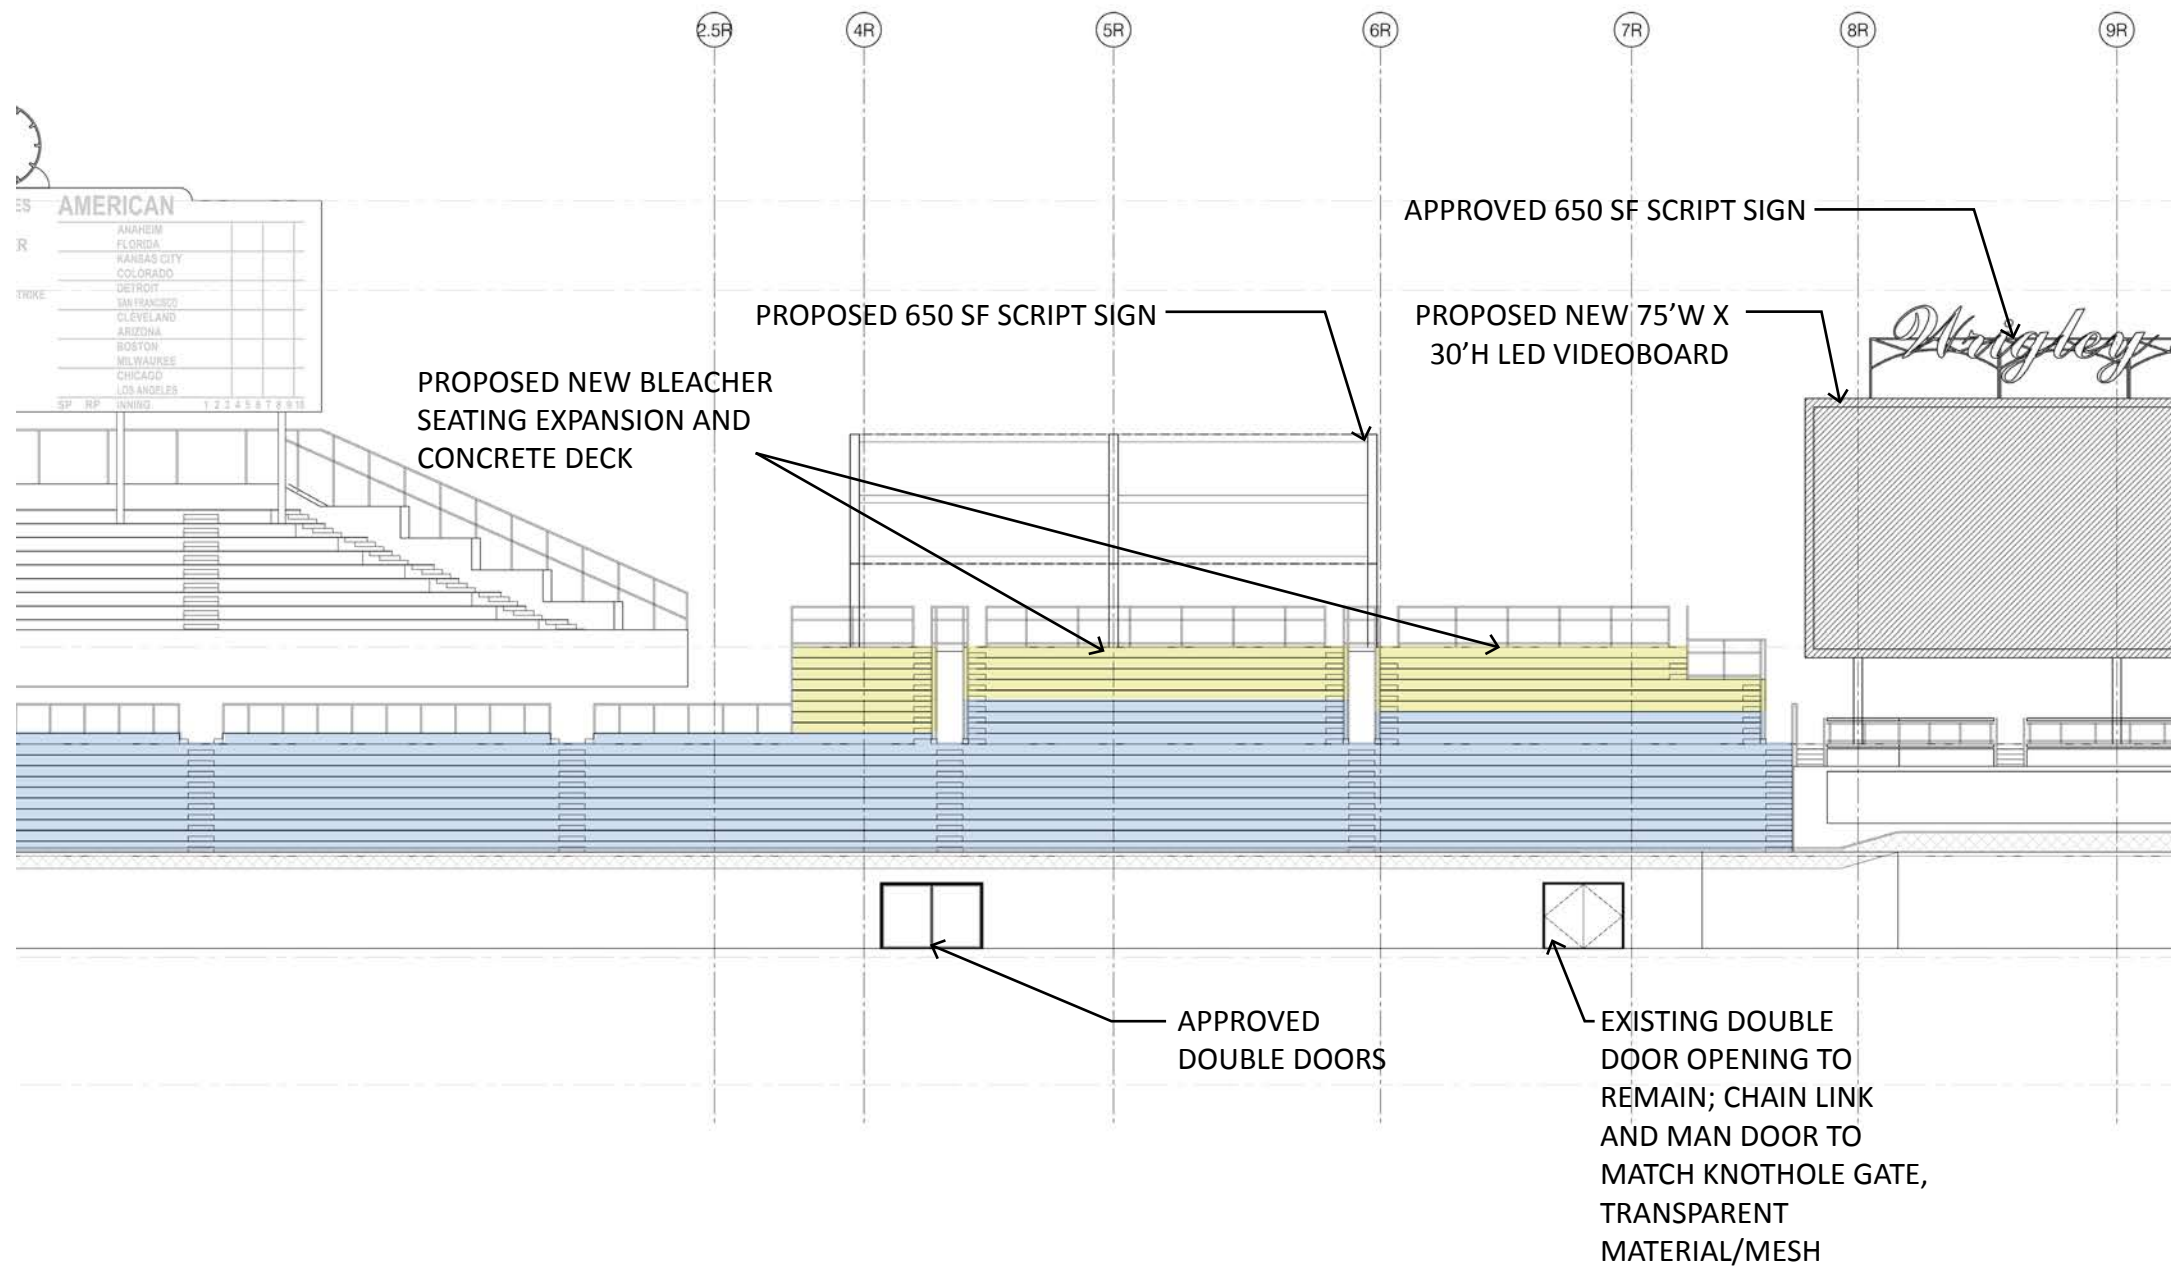 2.5R
4R
5R
6R
7R
8R
9R
ES
AMERICAN
R
TRIKE
ANAHEIM
FLORIDA
KANSAS CITY
COLORADO
DETROIT
SAN FRANCISCO
CLEVELAND
ARIZONA
BOSTON
MILWAUKEE
CHICAGO
LOS ANGELES
SP RP INNING 1 2 3 4 5 6 7 8 9 10
APPROVED 650 SF SCRIPT SIGN
PROPOSED 650 SF SCRIPT SIGN
PROPOSED NEW 75’W X
30’H LED VIDEOBOARD
Wrigley
PROPOSED NEW BLEACHER
SEATING EXPANSION AND
CONCRETE DECK
APPROVED
DOUBLE DOORS
EXISTING DOUBLE
DOOR OPENING TO
REMAIN; CHAIN LINK
AND MAN DOOR TO
MATCH KNOTHOLE GATE,
TRANSPARENT
MATERIAL/MESH